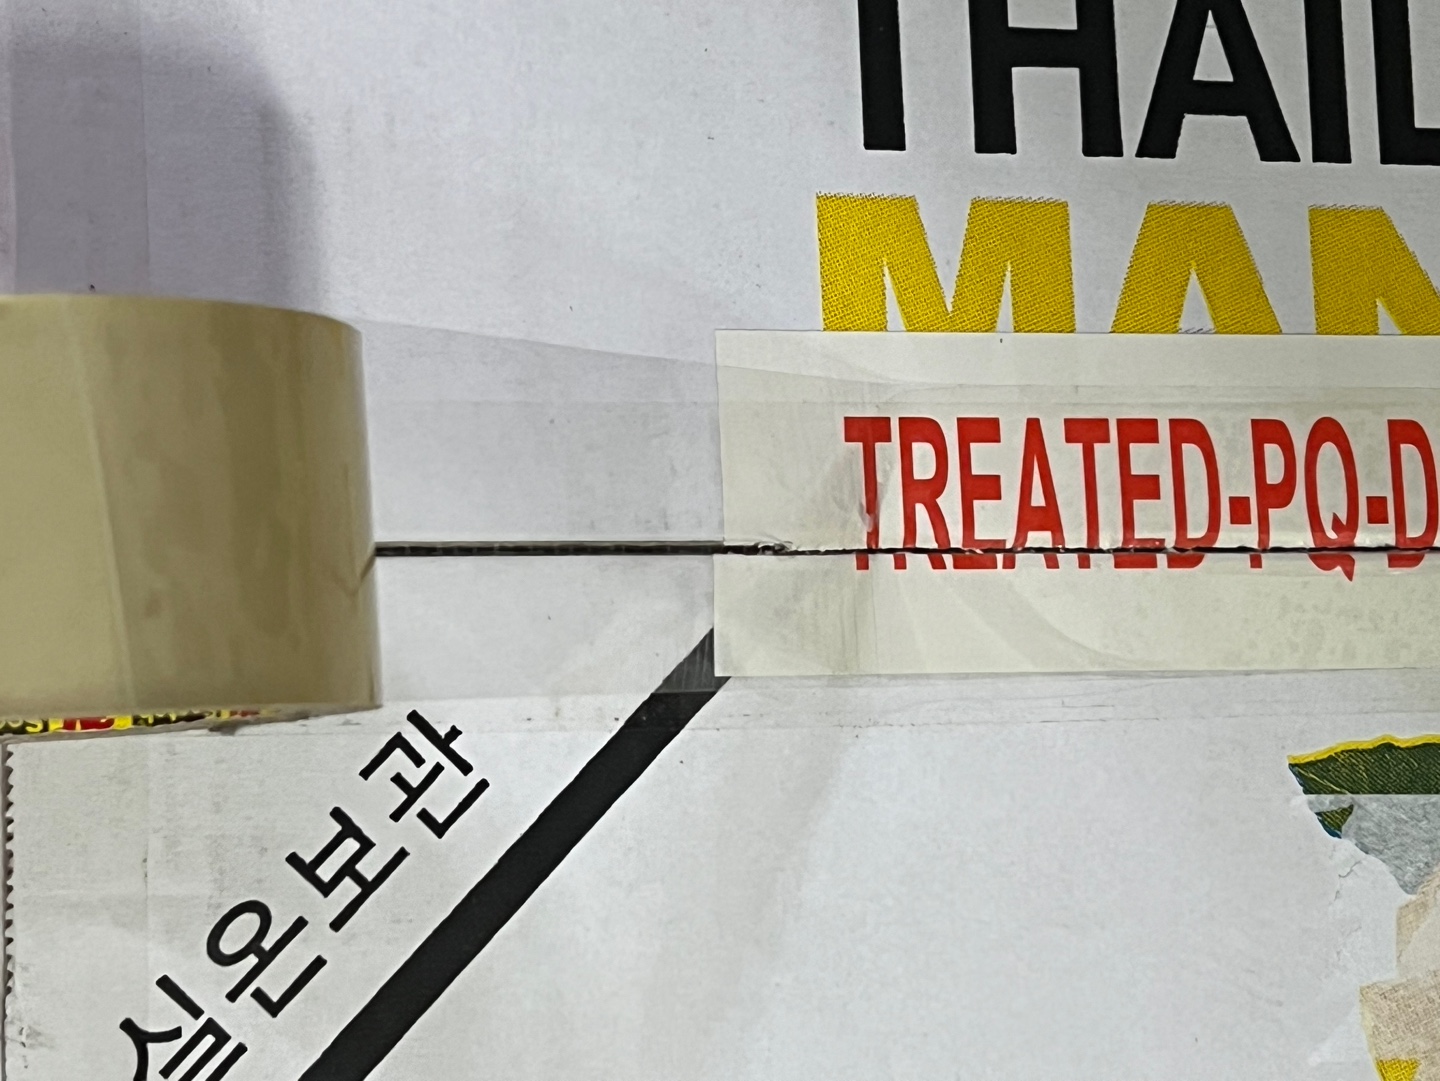 THAIL
MAN
TREATED-PQ-D
실온보관